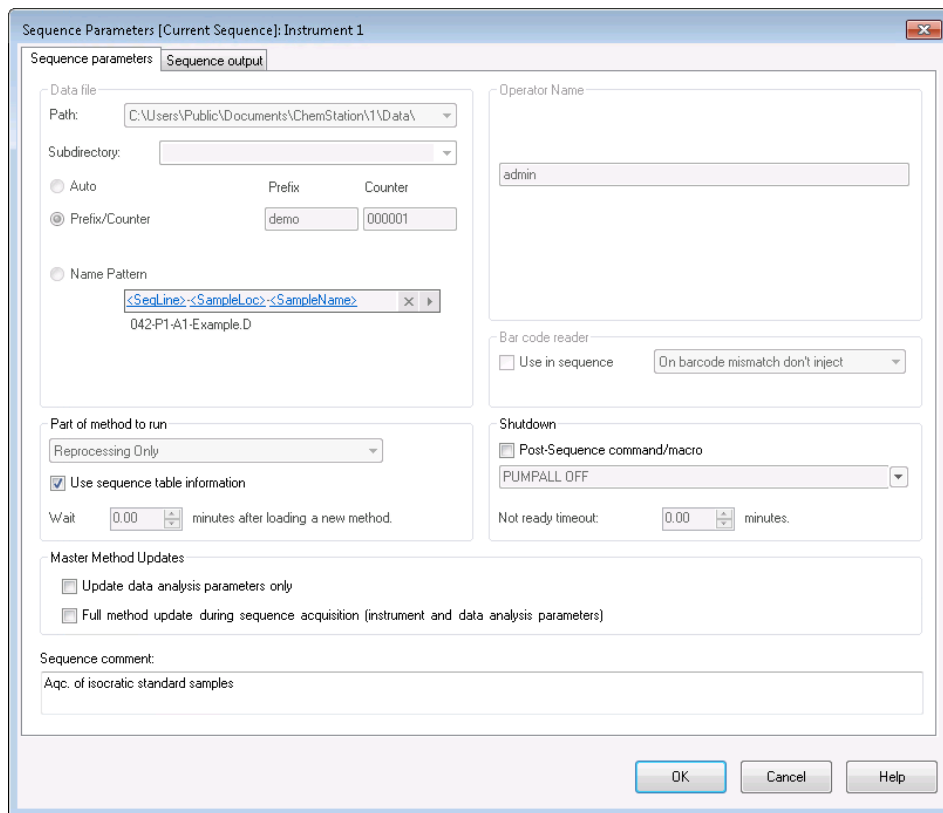 Sequence Parameters [Current Sequence]: Instrument 1
Sequence parameters
Sequence output
Data file
Path:
C:\Users\Public\Documents\ChemStation\1\Data\
Subdirectory:
Auto
Prefix
Counter
Prefix/Counter
demo
000001
Name Pattern
<SeqLine>-<SampleLoc>-<SampleName>
042-P1-A1-Example.D
Operator Name
admin
Bar code reader
Use in sequence
On barcode mismatch don't inject
Part of method to run
Reprocessing Only
Use sequence table information
Wait 0.00 minutes after loading a new method.
Shutdown
Post-Sequence command/macro
PUMPALL OFF
Not ready timeout: 0.00 minutes.
Master Method Updates
Update data analysis parameters only
Full method update during sequence acquisition (instrument and data analysis parameters)
Sequence comment:
Aqc. of isocratic standard samples
OK
Cancel
Help